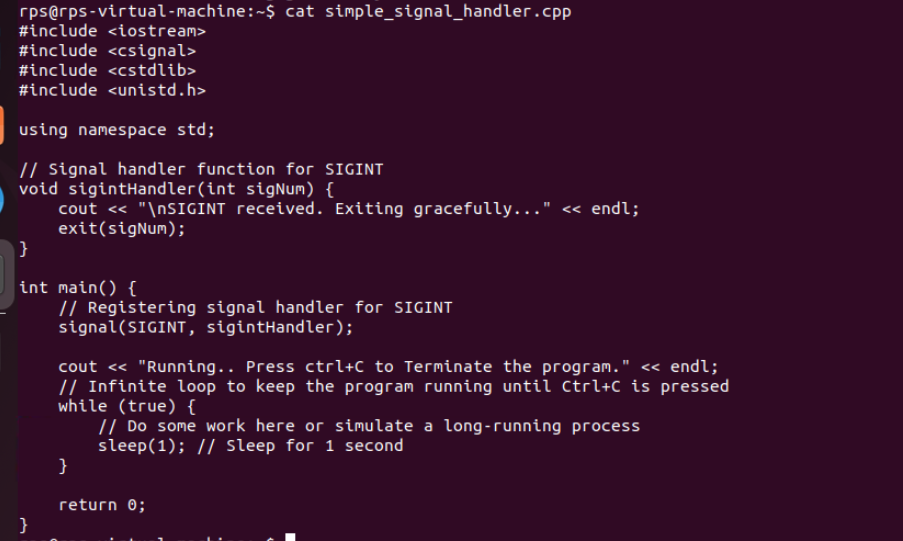 rps@rps-virtual-machine:~$ cat simple_signal_handler.cpp
#include <iostream>
#include <csignal>
#include <cstdlib>
#include <unistd.h>

using namespace std;

// Signal handler function for SIGINT
void sigintHandler(int sigNum) {
    cout << "\nSIGINT received. Exiting gracefully..." << endl;
    exit(sigNum);
}

int main() {
    // Registering signal handler for SIGINT
    signal(SIGINT, sigintHandler);

    cout << "Running.. Press ctrl+C to Terminate the program." << endl;
    // Infinite loop to keep the program running until Ctrl+C is pressed
    while (true) {
        // Do some work here or simulate a long-running process
        sleep(1); // Sleep for 1 second
    }

    return 0;
}